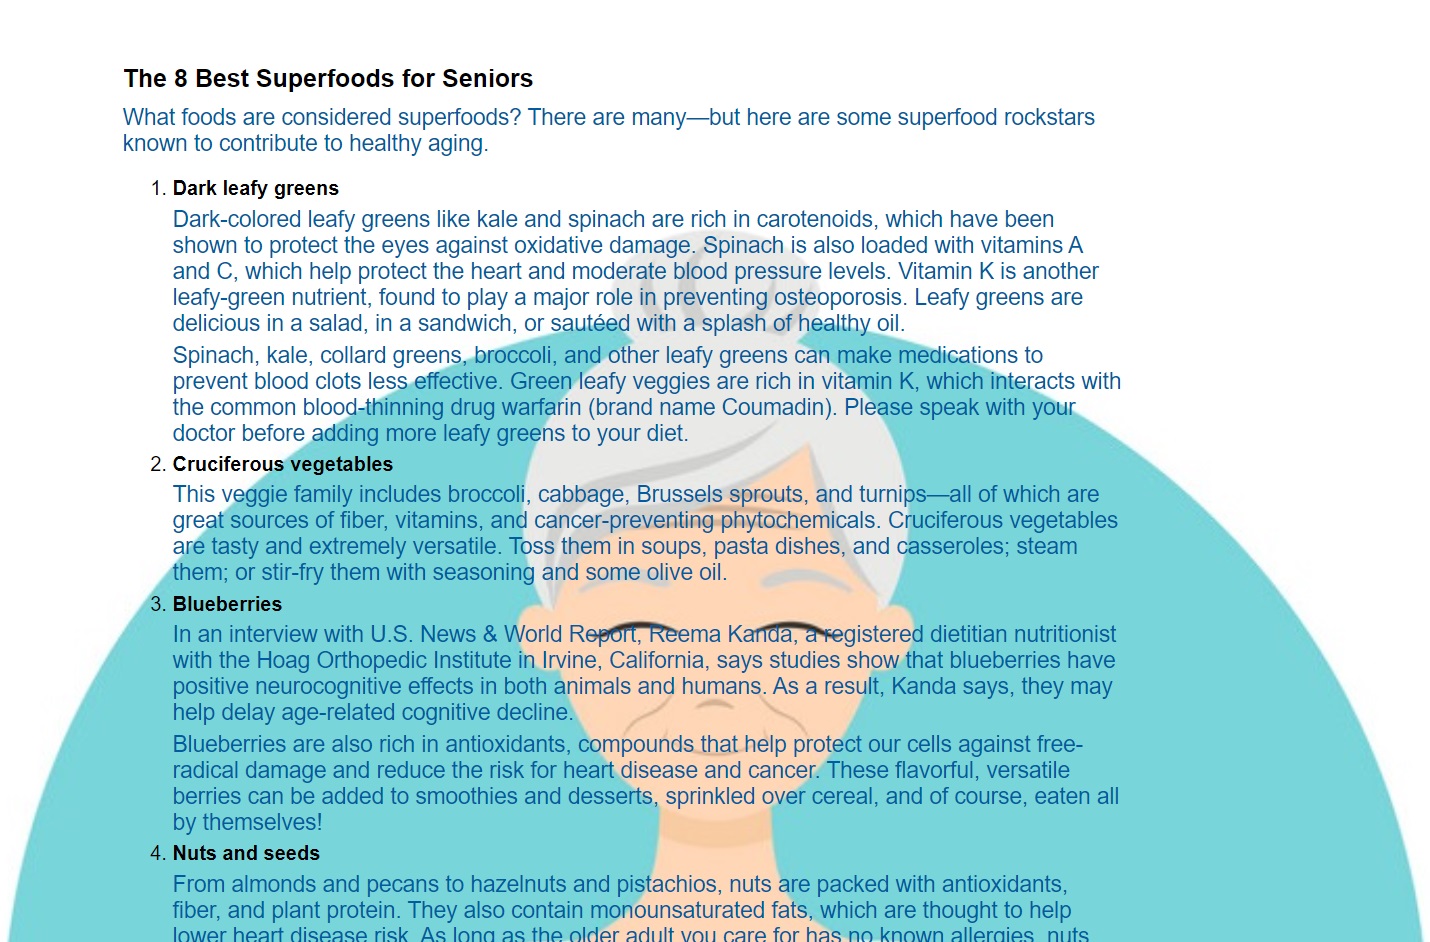 The 8 Best Superfoods for Seniors
What foods are considered superfoods? There are many—but here are some superfood rockstars
known to contribute to healthy aging.
1. Dark leafy greens
Dark-colored leafy greens like kale and spinach are rich in carotenoids, which have been
shown to protect the eyes against oxidative damage. Spinach is also loaded with vitamins A
and C, which help protect the heart and moderate blood pressure levels. Vitamin K is another
leafy-green nutrient, found to play a major role in preventing osteoporosis. Leafy greens are
delicious in a salad, in a sandwich, or sautéed with a splash of healthy oil.
Spinach, kale, collard greens, broccoli, and other leafy greens can make medications to
prevent blood clots less effective. Green leafy veggies are rich in vitamin K, which interacts with
the common blood-thinning drug warfarin (brand name Coumadin). Please speak with your
doctor before adding more leafy greens to your diet.
2. Cruciferous vegetables
This veggie family includes broccoli, cabbage, Brussels sprouts, and turnips—all of which are
great sources of fiber, vitamins, and cancer-preventing phytochemicals. Cruciferous vegetables
are tasty and extremely versatile. Toss them in soups, pasta dishes, and casseroles; steam
them; or stir-fry them with seasoning and some olive oil.
3. Blueberries
In an interview with U.S. News & World Report, Reema Kanda, a registered dietitian nutritionist
with the Hoag Orthopedic Institute in Irvine, California, says studies show that blueberries have
positive neurocognitive effects in both animals and humans. As a result, Kanda says, they may
help delay age-related cognitive decline.
Blueberries are also rich in antioxidants, compounds that help protect our cells against free-
radical damage and reduce the risk for heart disease and cancer. These flavorful, versatile
berries can be added to smoothies and desserts, sprinkled over cereal, and of course, eaten all
by themselves!
4. Nuts and seeds
From almonds and pecans to hazelnuts and pistachios, nuts are packed with antioxidants,
fiber, and plant protein. They also contain monounsaturated fats, which are thought to help
lower heart disease risk. As long as the older adult you care for has no known allergies, nuts